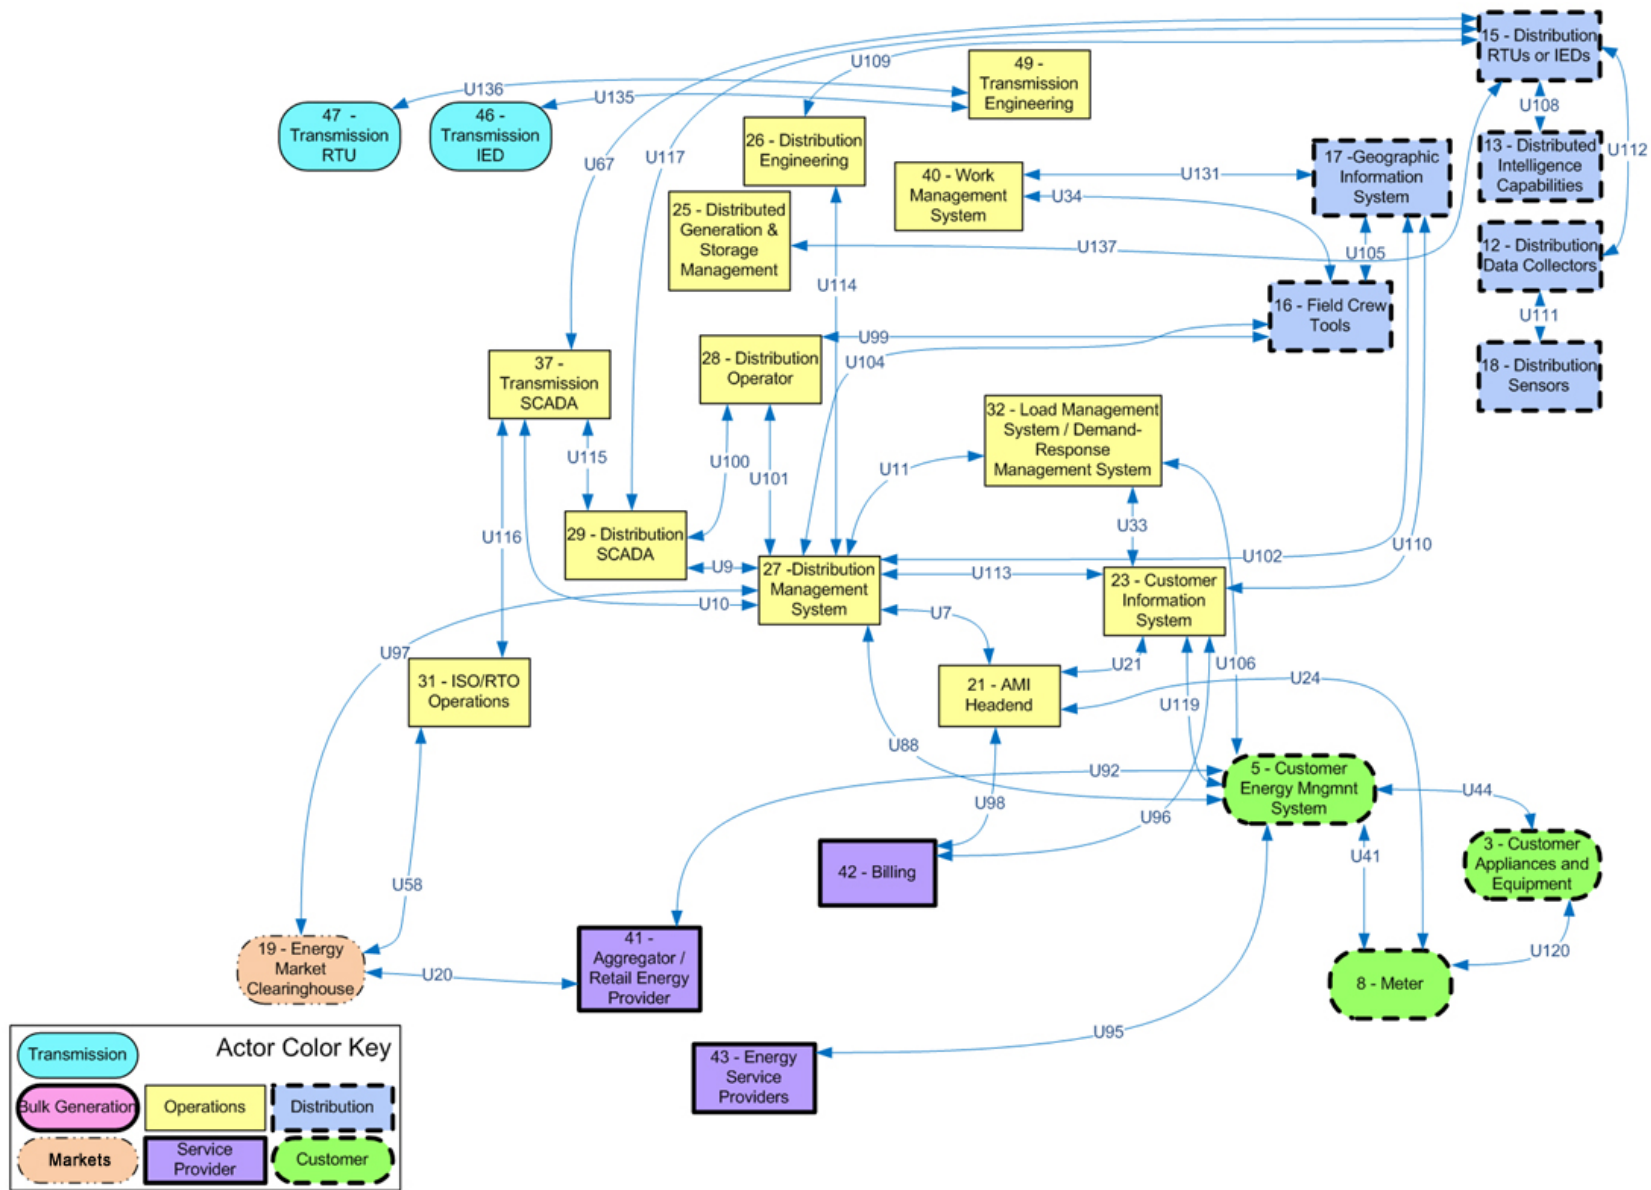 15 - Distribution
RTUs or IEDs
U109
49 -
Transmission
Engineering
U136
U135
U108
47 -
Transmission
RTU
46 -
Transmission
IED
26 - Distribution
Engineering
13 - Distributed
Intelligence
Capabilities
U112
U67
U117
17 -Geographic
Information
System
40 - Work
Management
System
U131
U34
25 - Distributed
Generation &
Storage
Management
U137
U105
12 - Distribution
Data Collectors
U114
16 - Field Crew
Tools
U111
U99
U104
28 - Distribution
Operator
18 - Distribution
Sensors
37 -
Transmission
SCADA
32 - Load Management
System / Demand-
Response
Management System
U115
U100
U101
U11
U33
U116
29 - Distribution
SCADA
U9
U102
U110
27 -Distribution
Management
System
U113
23 - Customer
Information
System
U10
U7
U97
U21
U106
31 - ISO/RTO
Operations
21 - AMI
Headend
U24
U119
U88
U92
5 - Customer
Energy Mngmnt
System
U44
U98
U96
42 - Billing
U41
3 - Customer
Appliances and
Equipment
U58
19 - Energy
Market
Clearinghouse
U20
41 -
Aggregator /
Retail Energy
Provider
U120
8 - Meter
U95
43 - Energy
Service
Providers
Actor Color Key
Transmission
Bulk Generation
Operations
Distribution
Markets
Service
Provider
Customer